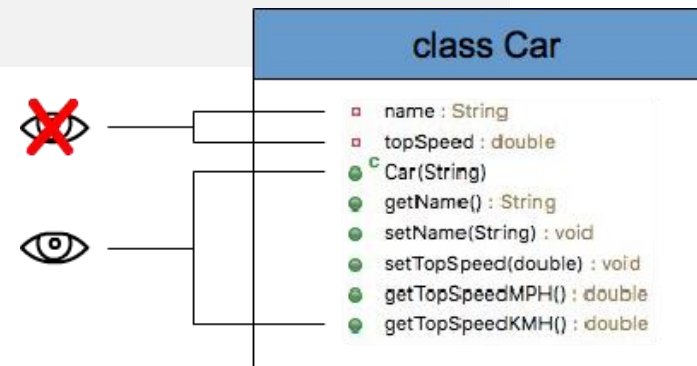 class Car
name : String
topSpeed : double
C Car(String)
getName() : String
setName(String) : void
setTopSpeed(double) : void
getTopSpeedMPH() : double
getTopSpeedKMH() : double